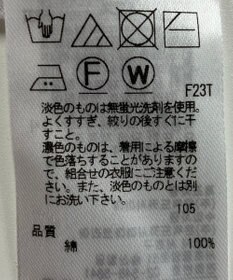 F
W
F23T
淡色のものは無蛍光洗剤を使用。
よくすすぎ、絞りの後すぐに干
すこと。
濃色のものは、着用による摩擦
で色落ちすることがありますの
で、組合せの衣服にご注意くだ
さい。また、淡色のものとは別
にお洗い下さい。
105
品質
綿 100%